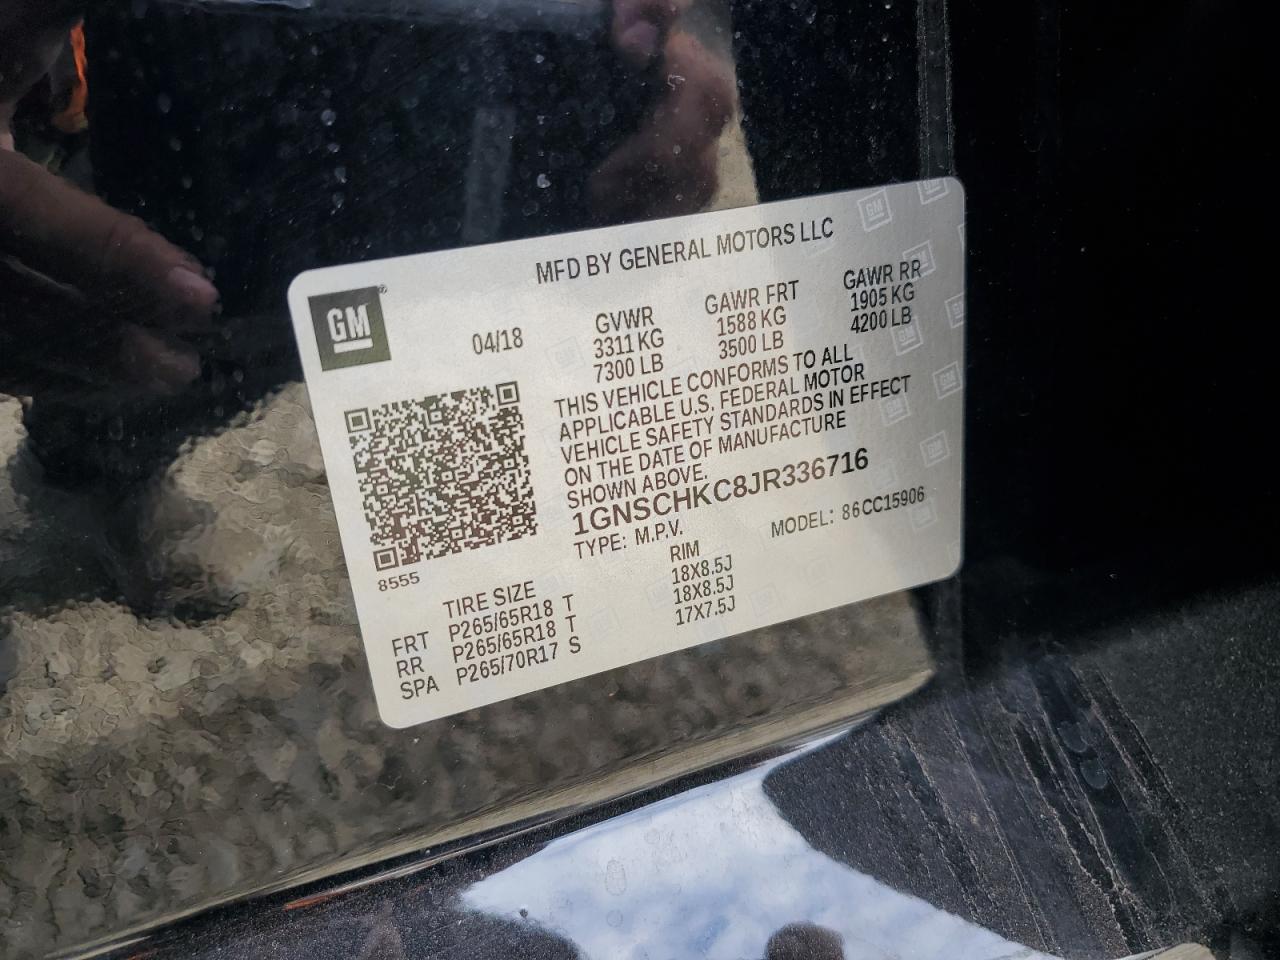 MFD BY GENERAL MOTORS LLC
GM®
04/18
GVWR GAWR FRT GAWR RR
3311 KG 1588 KG 1905 KG
7300 LB 3500 LB 4200 LB
THIS VEHICLE CONFORMS TO ALL
APPLICABLE U.S. FEDERAL MOTOR
VEHICLE SAFETY STANDARDS IN EFFECT
ON THE DATE OF MANUFACTURE
SHOWN ABOVE.
1GNSCHKC8JR336716
TYPE: M.P.V. MODEL: 86CC15906
8555
TIRE SIZE RIM
FRT P265/65R18 T 18X8.5J
RR P265/65R18 T 18X8.5J
SPA P265/70R17 S 17X7.5J